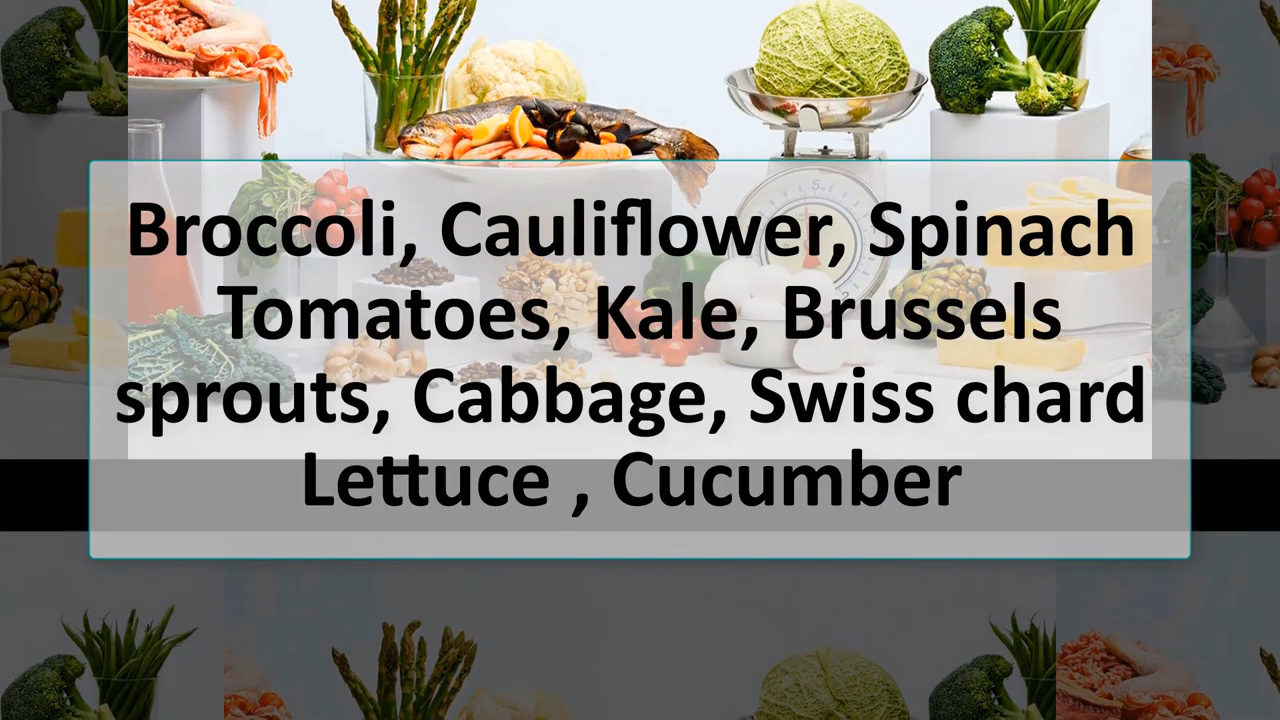 Broccoli, Cauliflower, Spinach
Tomatoes, Kale, Brussels
sprouts, Cabbage, Swiss chard
Lettuce , Cucumber